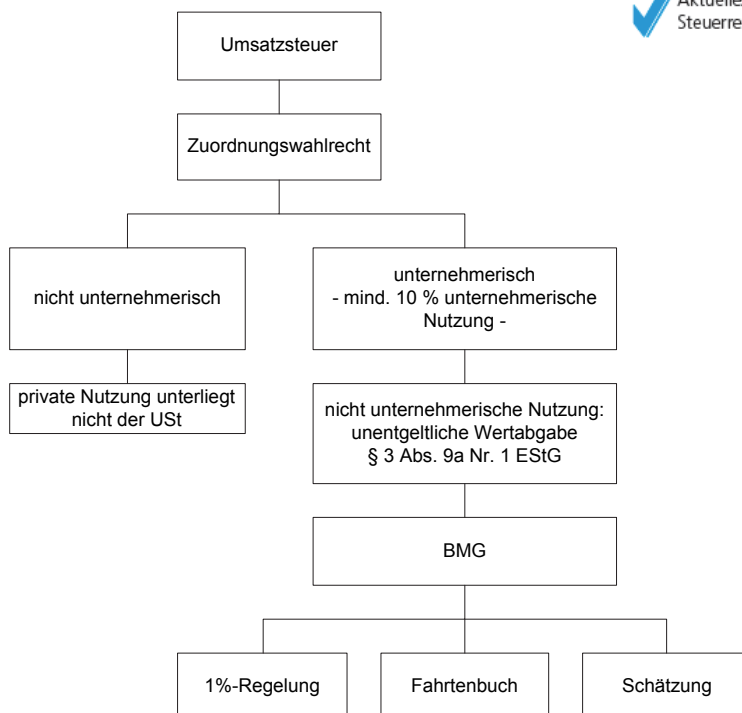 Aktuelles
Steuerre
Umsatzsteuer
Zuordnungswahlrecht
nicht unternehmerisch
unternehmerisch
- mind. 10 % unternehmerische
Nutzung -
private Nutzung unterliegt
nicht der USt
nicht unternehmerische Nutzung:
unentgeltliche Wertabgabe
§ 3 Abs. 9a Nr. 1 EStG
BMG
1%-Regelung
Fahrtenbuch
Schätzung